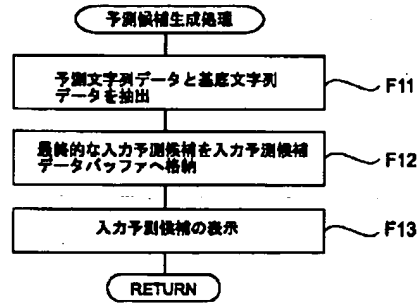 予測候補生成処理
予測文字列データと基底文字列
データを抽出
F11
最終的な入力予測候補を入力予測候補
データバッファへ格納
F12
入力予測候補の表示
F13
RETURN